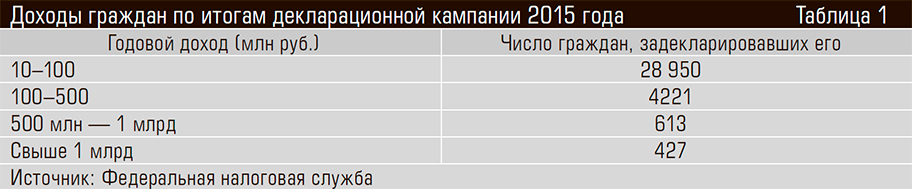 Доходы граждан по итогам декларационной кампании 2015 года Таблица 1
Годовой доход (млн руб.) Число граждан, задекларировавших его
10–100 28 950
100–500 4221
500 млн — 1 млрд 613
Свыше 1 млрд 427
Источник: Федеральная налоговая служба